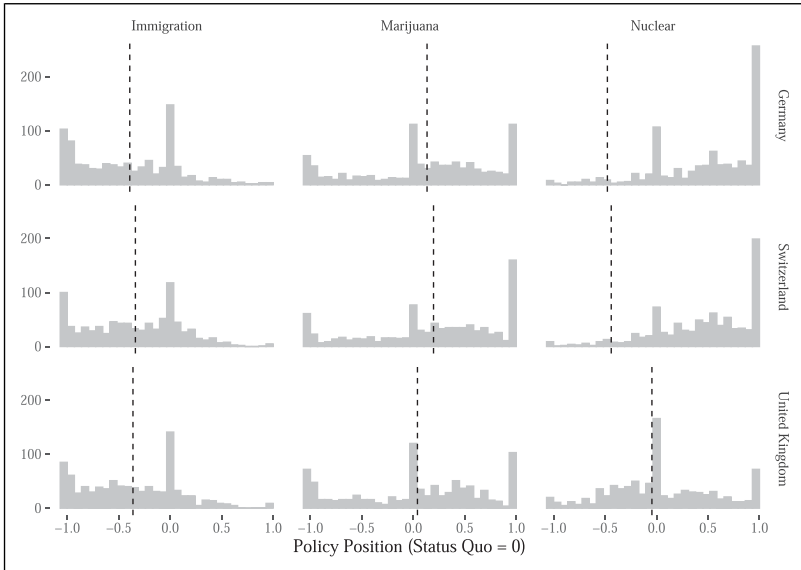 Immigration Marijuana Nuclear
200
100
0
Germany
200
100
0
Switzerland
200
100
0
United Kingdom
−1.0 −0.5 0.0 0.5 1.0 −1.0 −0.5 0.0 0.5 1.0 −1.0 −0.5 0.0 0.5 1.0
Policy Position (Status Quo = 0)